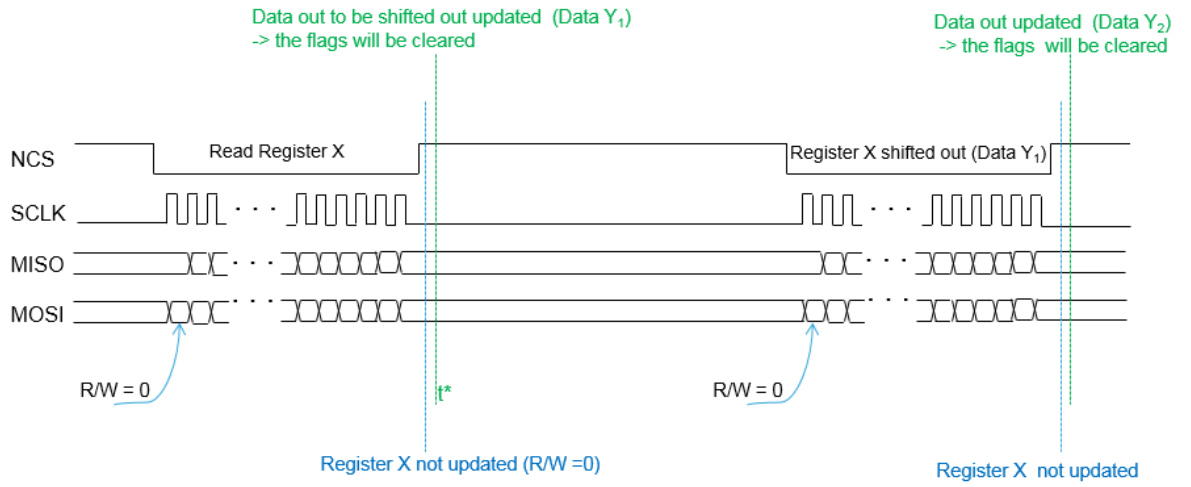 Data out to be shifted out updated  (Data Y₁)
-> the flags will be cleared
Data out updated  (Data Y₂)
-> the flags  will be cleared
NCS
Read Register X
Register X shifted out (Data Y₁)
SCLK
MISO
MOSI
R/W = 0
t*
R/W = 0
Register X not updated (R/W =0)
Register X  not updated